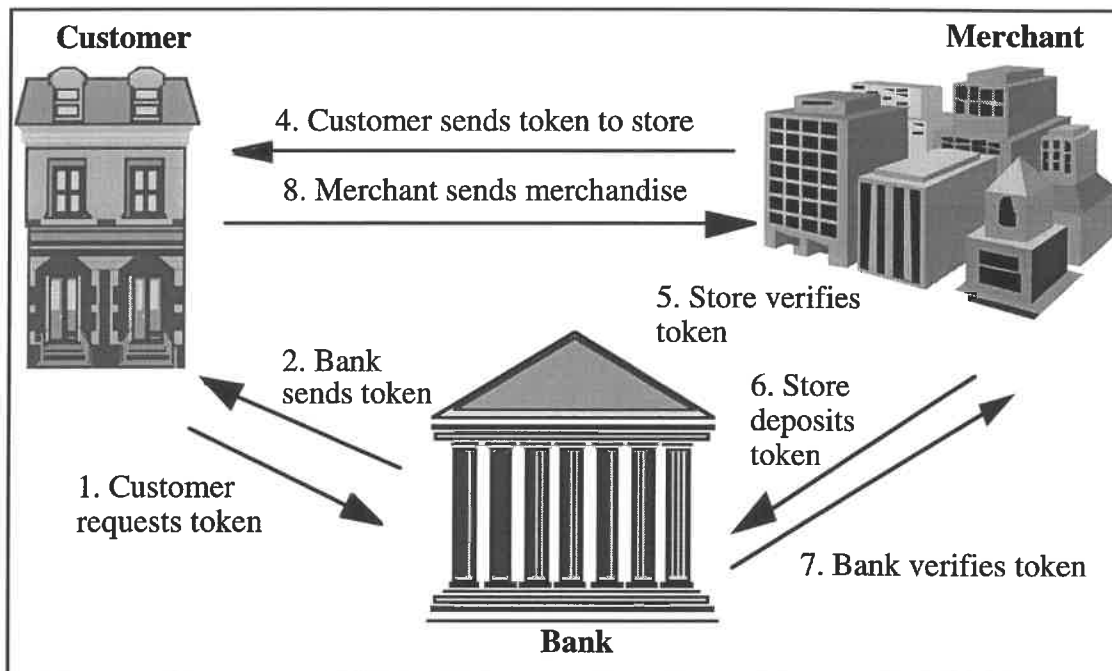 Customer
Merchant
4. Customer sends token to store
8. Merchant sends merchandise
5. Store verifies
token
2. Bank
sends token
6. Store
deposits
token
1. Customer
requests token
7. Bank verifies token
Bank